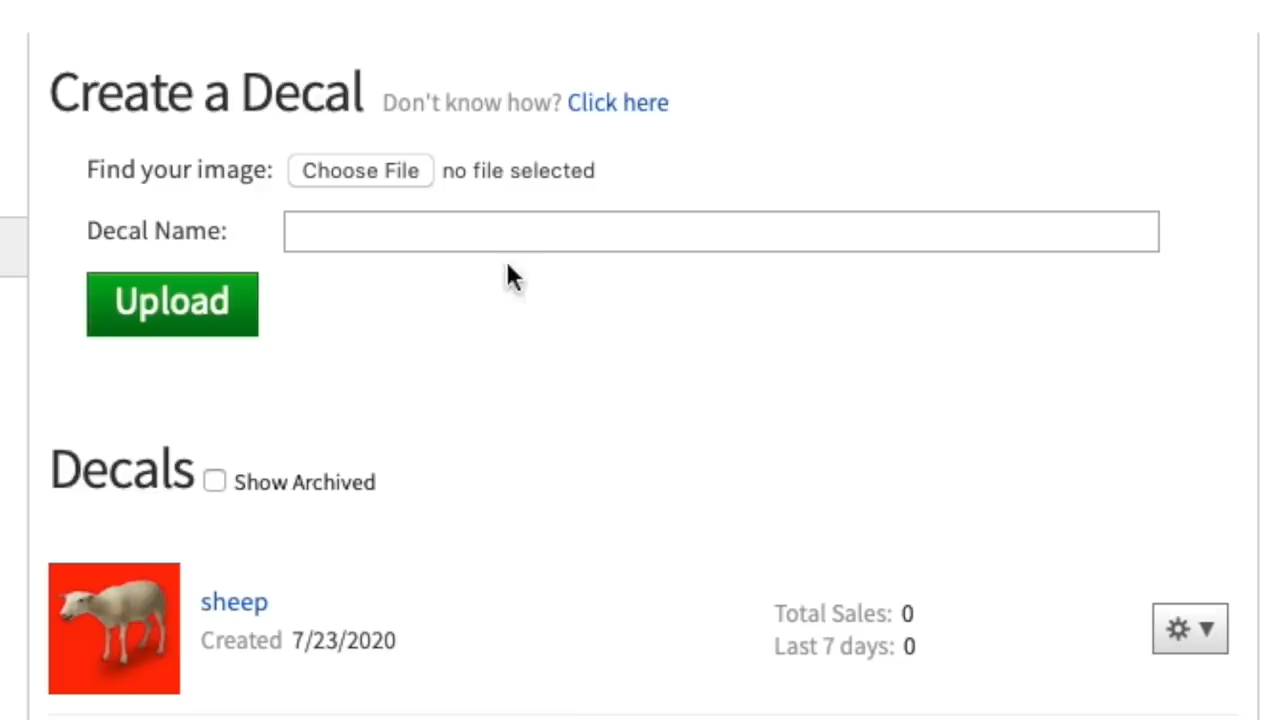 Create a Decal Don't know how? Click here
Find your image: Choose File no file selected
Decal Name:
Upload
Decals Show Archived
sheep
Created 7/23/2020
Total Sales: 0
Last 7 days: 0